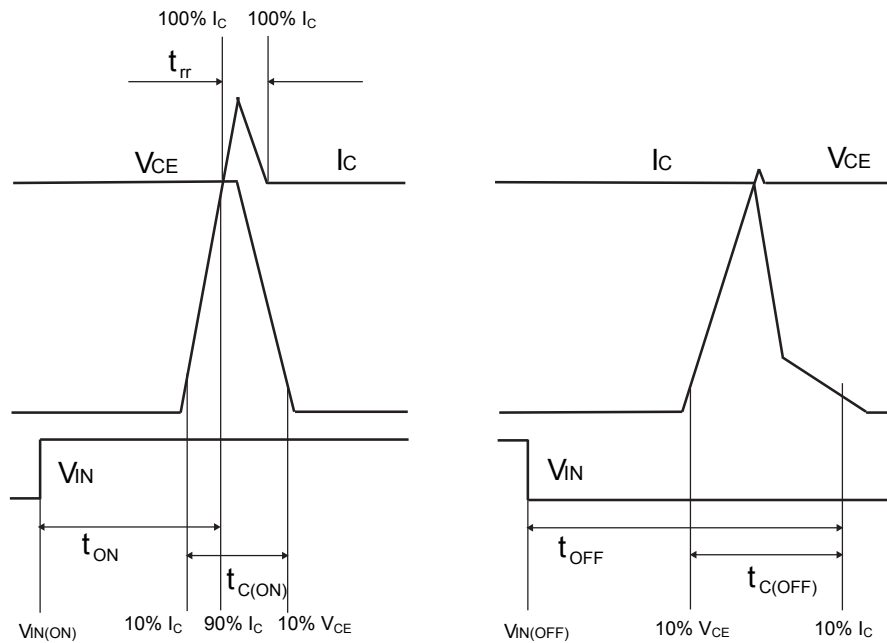 100% IC 100% IC
trr
VCE IC IC VCE
VIN VIN
tON tOFF
tC(ON) tC(OFF)
VIN(ON) 10% IC 90% IC 10% VCE VIN(OFF) 10% VCE 10% IC